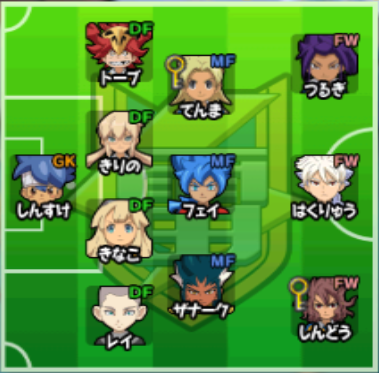 DF
トーブ
MF
てんま
FW
つるぎ
DF
きりの
GK
しんすけ
MF
フェイ
FW
はくりゅう
DF
きなこ
MF
ザナーク
FW
しんどう
DF
レイ